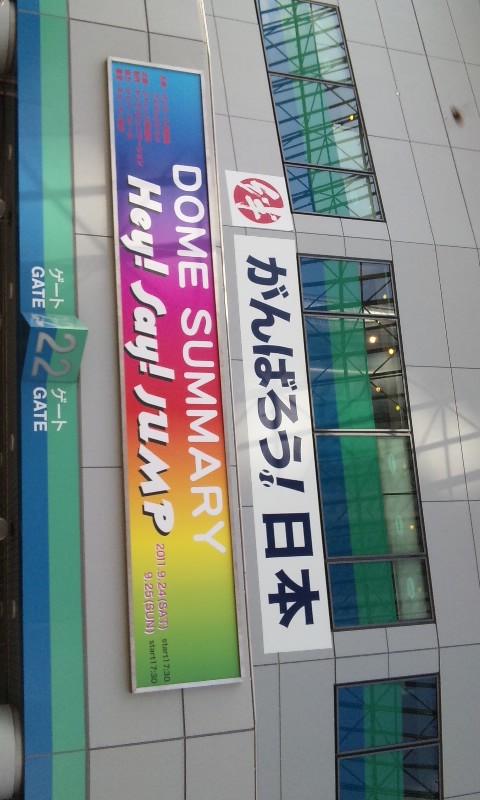 絆
がんばろう!日本
DOME SUMMARY
Hey! Say! JUMP
2011.9.24(SAT) start17:30
9.25(SUN) start17:30
ゲート 22 ゲート
GATE GATE